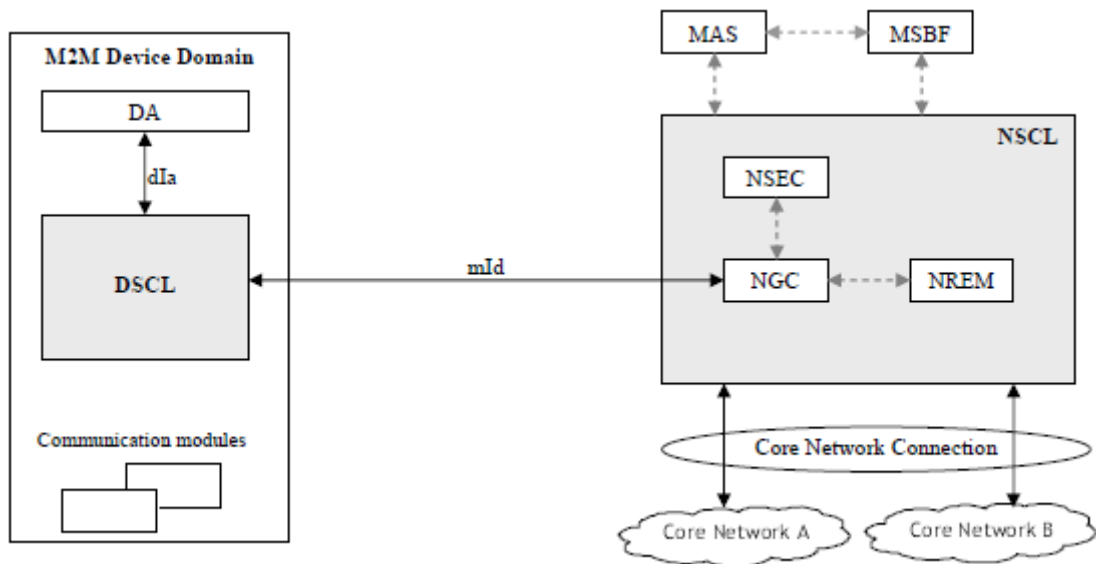 M2M Device Domain
DA
dIa
DSCL
Communication modules
mId
MAS
MSBF
NSCL
NSEC
NGC
NREM
Core Network Connection
Core Network A
Core Network B